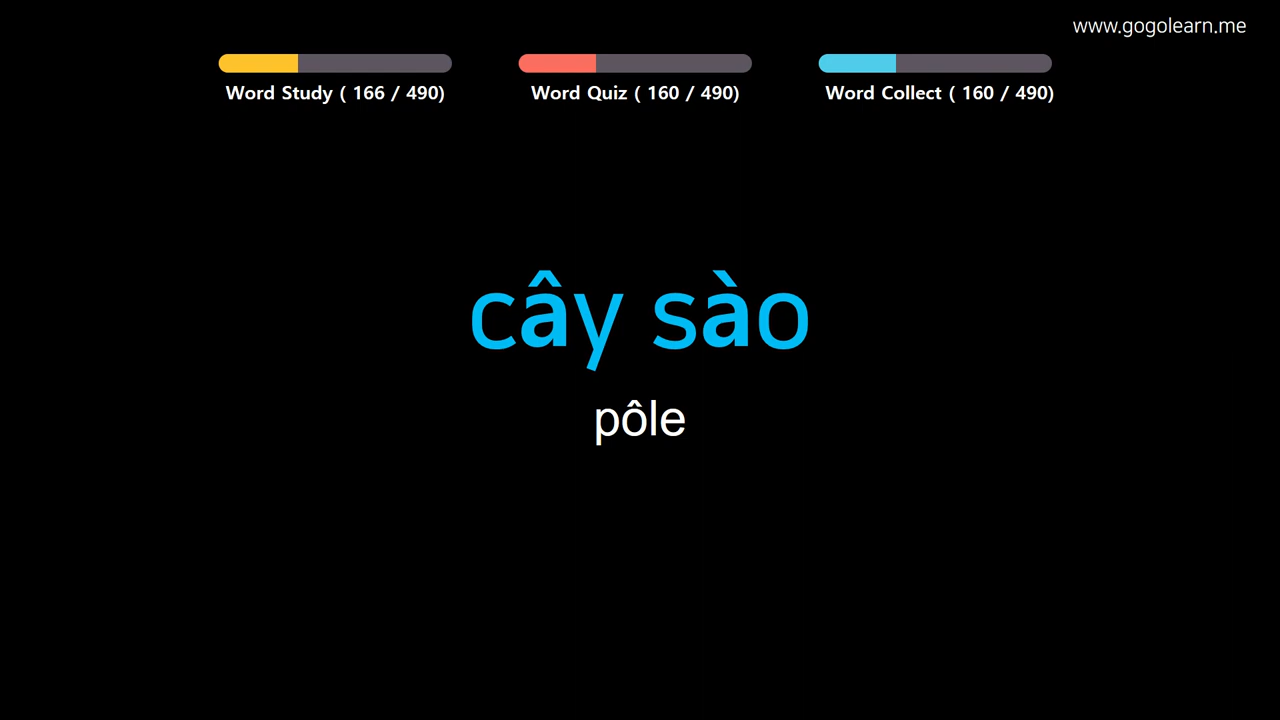 www.gogolearn.me
Word Study ( 166 / 490)
Word Quiz ( 160 / 490)
Word Collect ( 160 / 490)
cây sào
pôle